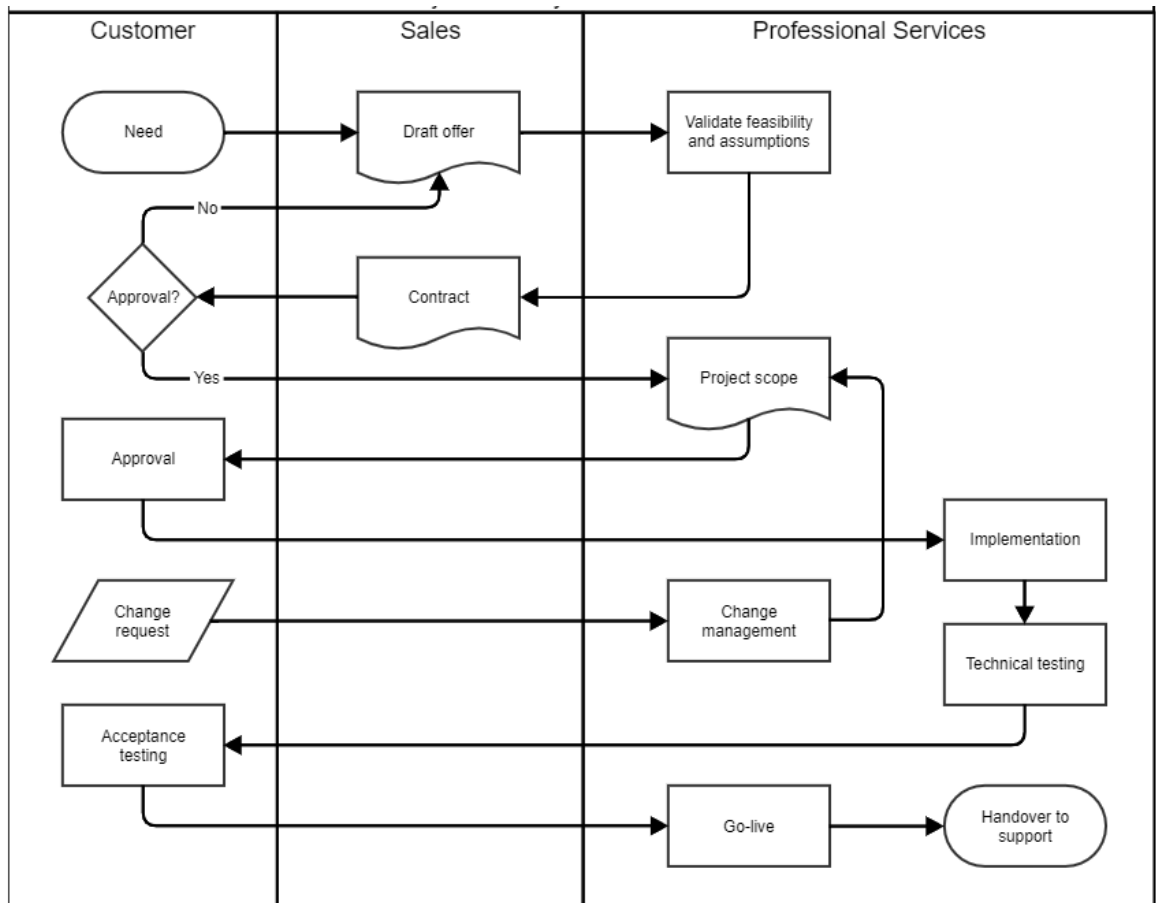 Customer
Sales
Professional Services
Need
Draft offer
Validate feasibility
and assumptions
No
Approval?
Contract
Yes
Project scope
Approval
Implementation
Change
request
Change
management
Technical testing
Acceptance
testing
Go-live
Handover to
support